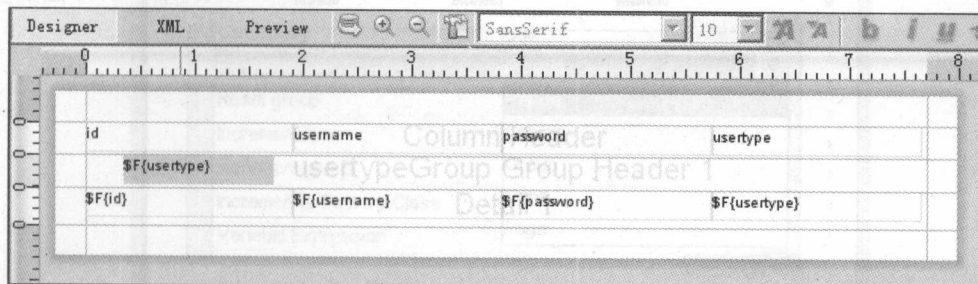 Designer XML Preview SansSerif 10 A A b i u
0 1 2 3 4 5 6 7 8
id username password usertype
Column Header
$F{usertype}
usertypeGroup Group Header 1
$F{id} $F{username} $F{password} $F{usertype}
Detail 1